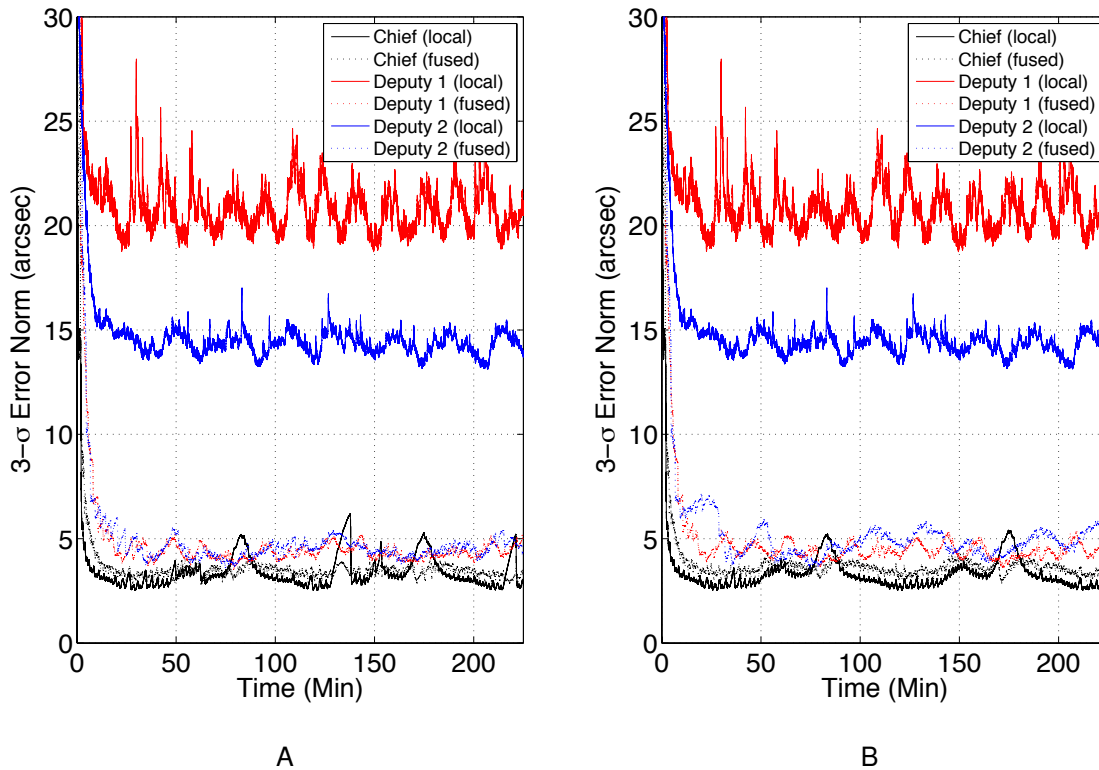 30
25
20
15
10
5
0
3−σ Error Norm (arcsec)
Chief (local)
Chief (fused)
Deputy 1 (local)
Deputy 1 (fused)
Deputy 2 (local)
Deputy 2 (fused)
0 50 100 150 200
Time (Min)
A
30
25
20
15
10
5
0
3−σ Error Norm (arcsec)
Chief (local)
Chief (fused)
Deputy 1 (local)
Deputy 1 (fused)
Deputy 2 (local)
Deputy 2 (fused)
0 50 100 150 200
Time (Min)
B